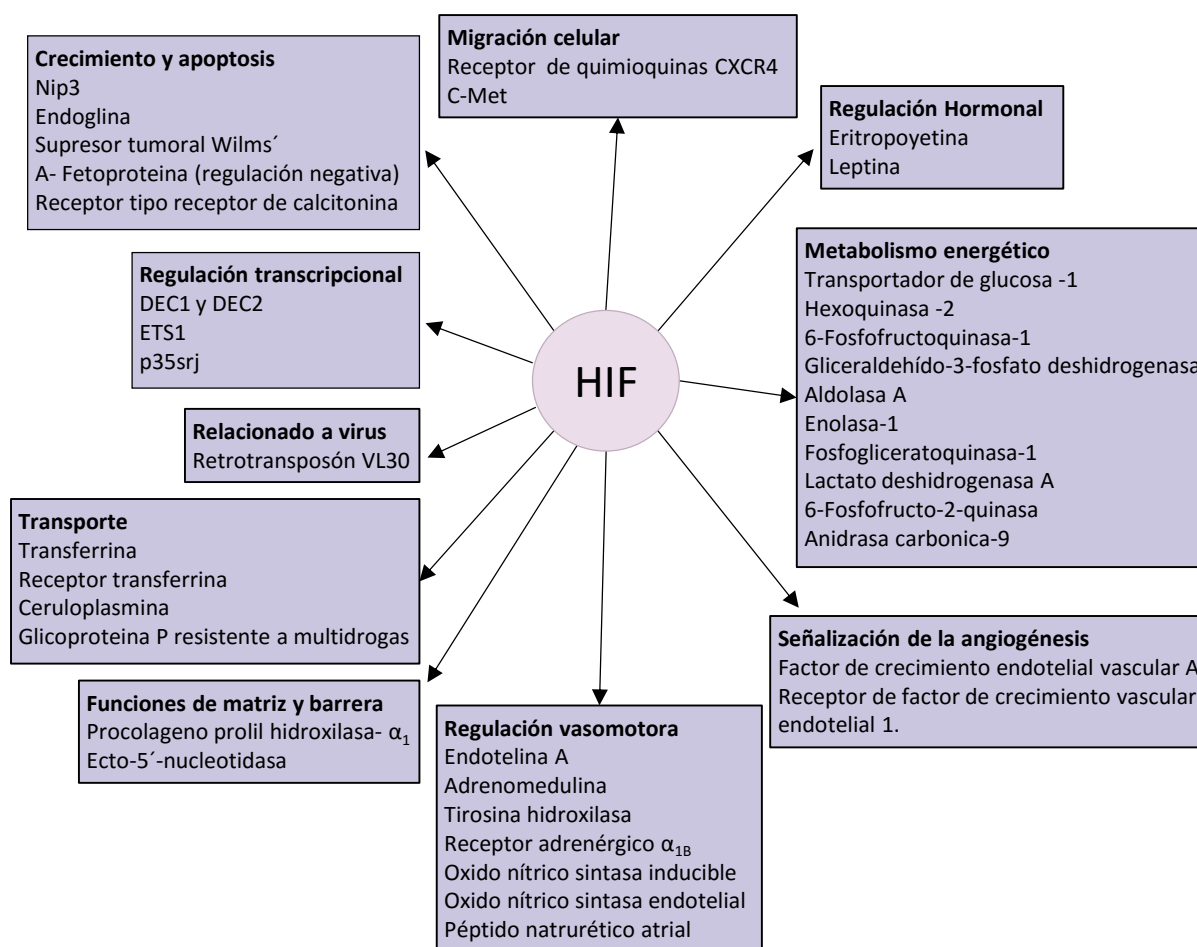 Crecimiento y apoptosis
Nip3
Endoglina
Supresor tumoral Wilms´
A- Fetoproteina (regulación negativa)
Receptor tipo receptor de calcitonina
Migración celular
Receptor de quimioquinas CXCR4
C-Met
Regulación Hormonal
Eritropoyetina
Leptina
Regulación transcripcional
DEC1 y DEC2
ETS1
p35srj
HIF
Metabolismo energético
Transportador de glucosa -1
Hexoquinasa -2
6-Fosfofructoquinasa-1
Gliceraldehído-3-fosfato deshidrogenasa
Aldolasa A
Enolasa-1
Fosfogliceratoquinasa-1
Lactato deshidrogenasa A
6-Fosfofructo-2-quinasa
Anidrasa carbonica-9
Relacionado a virus
Retrotransposón VL30
Transporte
Transferrina
Receptor transferrina
Ceruloplasmina
Glicoproteina P resistente a multidrogas
Señalización de la angiogénesis
Factor de crecimiento endotelial vascular A
Receptor de factor de crecimiento vascular
endotelial 1.
Funciones de matriz y barrera
Procolageno prolil hidroxilasa- α1
Ecto-5´-nucleotidasa
Regulación vasomotora
Endotelina A
Adrenomedulina
Tirosina hidroxilasa
Receptor adrenérgico α1B
Oxido nítrico sintasa inducible
Oxido nítrico sintasa endotelial
Péptido natrurético atrial